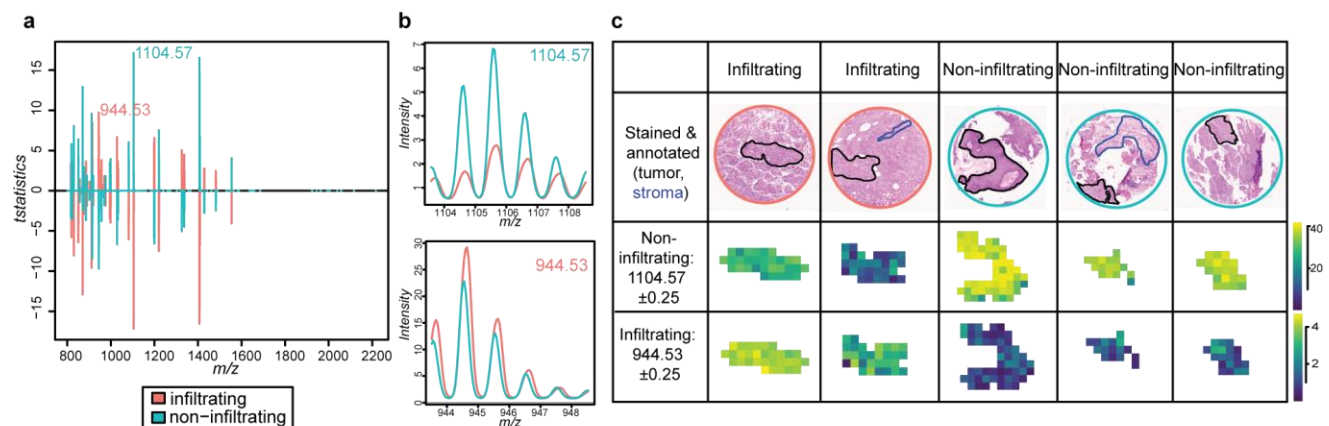 a
1104.57
944.53
tstatistics
15
10
5
0
−5
−10
−15
800 1000 1200 1400 1600 1800 2000 2200
m/z
infiltrating
non−infiltrating
b
1104.57
Intensity
7
6
5
4
3
2
1
1104 1105 1106 1107 1108
m/z
944.53
Intensity
30
25
20
15
10
5
0
944 945 946 947 948
m/z
c
Infiltrating Infiltrating Non-infiltrating Non-infiltrating Non-infiltrating
Stained &
annotated
(tumor,
stroma)
Non-
infiltrating:
1104.57
±0.25
40
20
Infiltrating:
944.53
±0.25
4
2